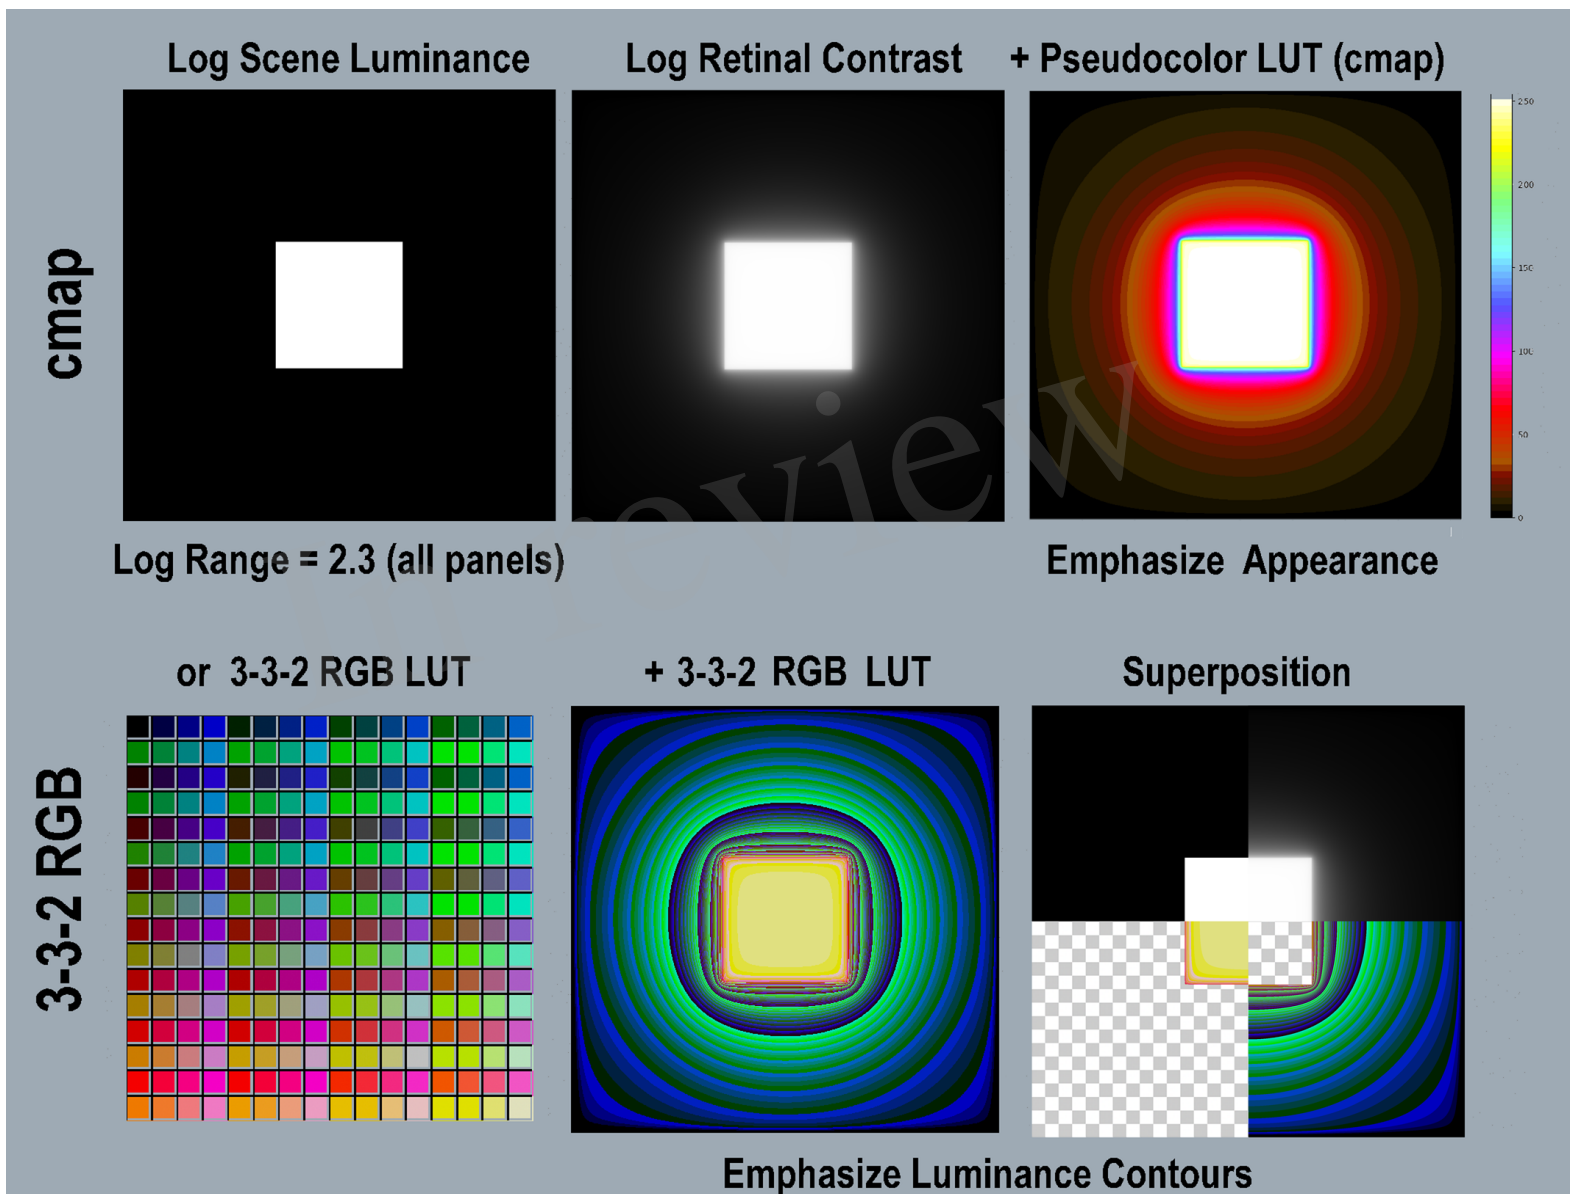 Log Scene Luminance
Log Retinal Contrast
+ Pseudocolor LUT (cmap)
cmap
250
200
150
100
50
0
Log Range = 2.3 (all panels)
Emphasize Appearance
In review
or 3-3-2 RGB LUT
+ 3-3-2 RGB LUT
Superposition
3-3-2 RGB
Emphasize Luminance Contours